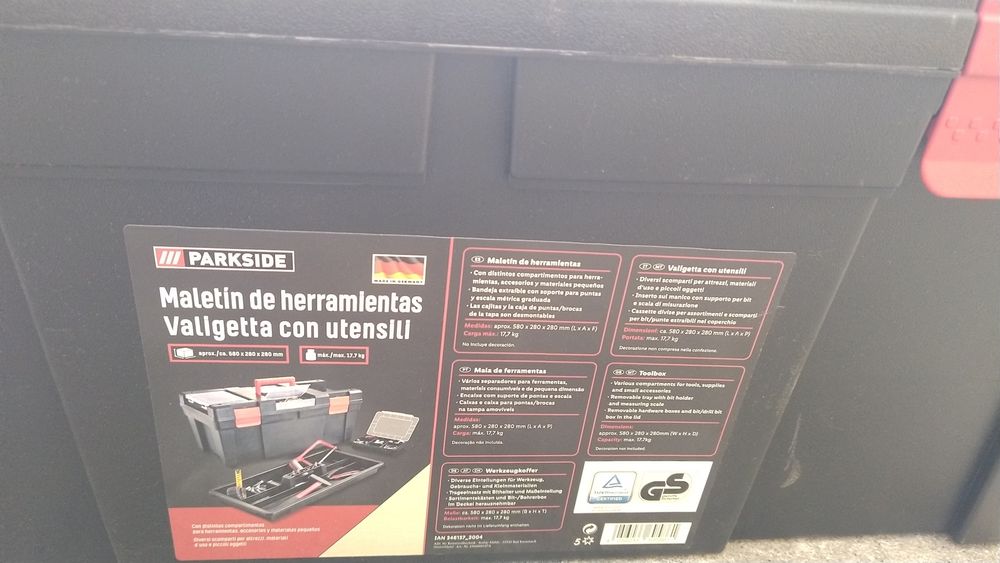 PARKSIDE
MADE IN GERMANY
Maletín de herramientas
Valigetta con utensili
aprox./ca. 580 x 280 x 280 mm
máx./max. 17,7 kg
Con distintos compartimentos
para herramientas, accesorios y materiales pequeños
Diversi scomparti per attrezzi, materiali
d'uso e piccoli oggetti
ES Maletín de herramientas
· Con distintos compartimentos para herra-
mientas, accesorios y materiales pequeños
· Bandeja extraíble con soporte para puntas
y escala métrica graduada
· Las cajitas y la caja de puntas/brocas
de la tapa son desmontables
Medidas: aprox. 580 x 280 x 280 mm (L x A x F)
Carga máx.: 17,7 kg
No incluye decoración.
PT Mala de ferramentas
· Vários separadores para ferramentas,
materiais consumíveis e de pequena dimensão
· Encaixe com suporte de pontas e escala
· Caixas e caixa para pontas/brocas
na tampa amovíveis
Medidas:
aprox. 580 x 280 x 280 mm (L x A x P)
Carga: máx. 17,7 kg
Decoração não incluída.
DE AT CH Werkzeugkoffer
· Diverse Einteilungen für Werkzeug,
Gebrauchs- und Kleinmaterialien
· Trageeinsatz mit Bithalter und Maßeinteilung
· Sortimentskästen und Bit-/Bohrerbox
im Deckel herausnehmbar
Maße: ca. 580 x 280 x 280 mm (B x H x T)
Belastbarkeit: max. 17,7 kg
Dekoration nicht im Lieferumfang enthalten.
IAN 348137_2004
IT MT Valigetta con utensili
· Diversi scomparti per attrezzi, materiali
d'uso e piccoli oggetti
· Inserto sul manico con supporto per bit
e scala di misurazione
· Cassette divise per assortimenti e scomparti
per bit/punte estraibili nel coperchio
Dimensioni: ca. 580 x 280 x 280 mm (L x A x P)
Portata: max. 17,7 kg
Decorazione non compresa nella confezione.
GB MT Toolbox
· Various compartments for tools, supplies
and small accessories
· Removable tray with bit holder
and measuring scale
· Removable hardware boxes and bit/drill bit
box in the lid
Dimensions:
approx. 580 x 280 x 280mm (W x H x D)
Capacity: max. 17.7kg
Decoration not included.
CERTIFIED
GS
5